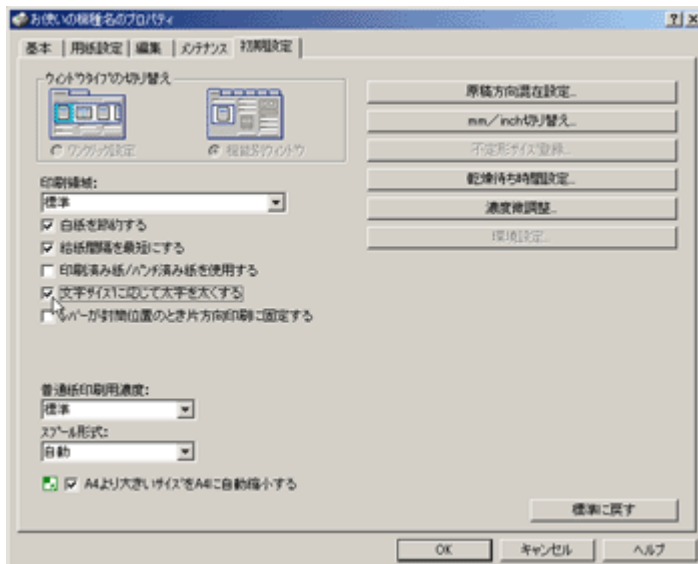 お使いの機種名のプロパティ
基本
用紙設定
編集
メンテナンス
初期設定
ウィンドウタイプの切り替え
ワンクリック設定
機能別ウィンドウ
原稿方向混在設定...
mm/inch切り替え...
不定形サイズ登録...
乾燥待ち時間設定...
濃度微調整...
環境設定...
印刷領域:
標準
白紙を節約する
給紙間隔を最短にする
印刷済み紙/パンチ済み紙を使用する
文字サイズに応じて太字を太くする
レバーが封筒位置のとき片方向印刷に固定する
普通紙印刷用濃度:
標準
スプール形式:
自動
A4より大きいサイズをA4に自動縮小する
標準に戻す
OK
キャンセル
ヘルプ